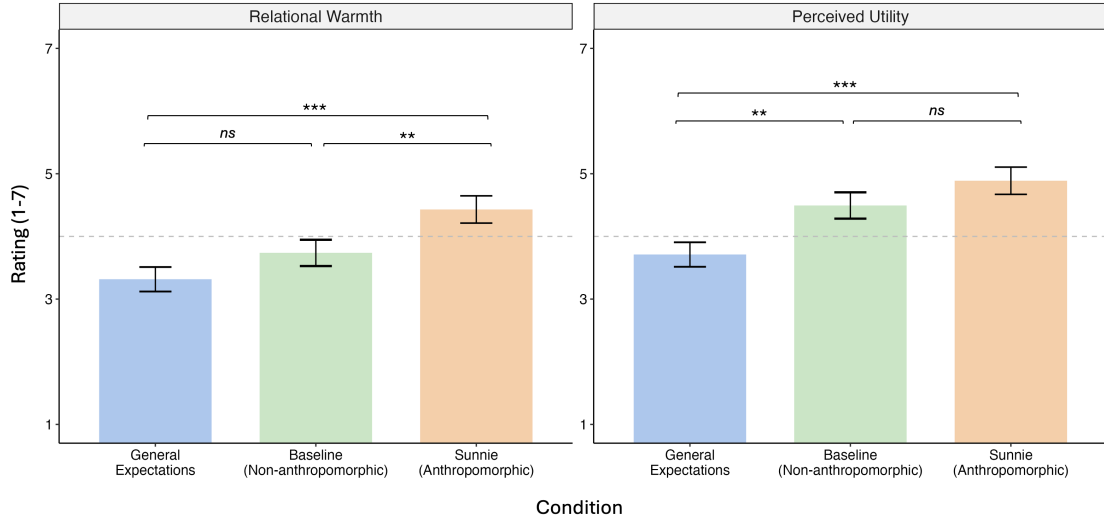 Relational Warmth
Perceived Utility
Rating (1-7)
7
5
3
1
***
ns
**
7
5
3
1
***
**
ns
General
Expectations
Baseline
(Non-anthropomorphic)
Sunnie
(Anthropomorphic)
General
Expectations
Baseline
(Non-anthropomorphic)
Sunnie
(Anthropomorphic)
Condition